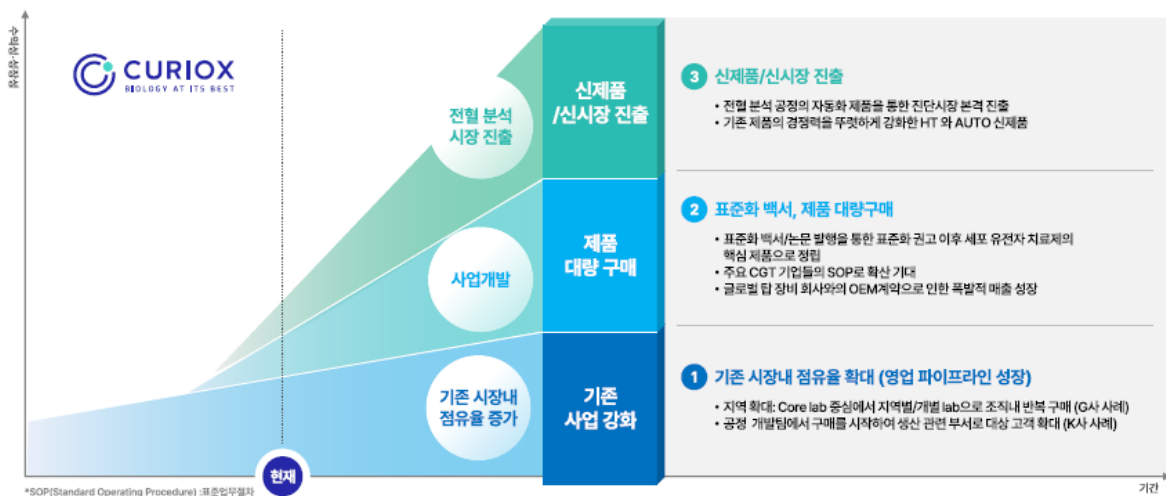 수익성·성장성
CURIOX
BIOLOGY AT ITS BEST
전혈 분석
시장 진출
사업개발
기존 시장내
점유율 증가
신제품
/신시장 진출
제품
대량 구매
기존
사업 강화
3 신제품/신시장 진출
• 전혈 분석 공정의 자동화 제품을 통한 진단시장 본격 진출
• 기존 제품의 경쟁력을 뚜렷하게 강화한 HT 와 AUTO 신제품
2 표준화 백서, 제품 대량구매
• 표준화 백서/논문 발행을 통한 표준화 권고 이후 세포 유전자 치료제의
핵심 제품으로 정립
• 주요 CGT 기업들의 SOP로 확산 기대
• 글로벌 탑 장비 회사와의 OEM계약으로 인한 폭발적 매출 성장
1 기존 시장내 점유율 확대 (영업 파이프라인 성장)
• 지역 확대: Core lab 중심에서 지역별/개별 lab으로 조직내 반복 구매 (G사 사례)
• 공정 개발팀에서 구매를 시작하여 생산 관련 부서로 대상 고객 확대 (K사 사례)
현재
*SOP(Standard Operating Procedure) :표준업무절차
기간